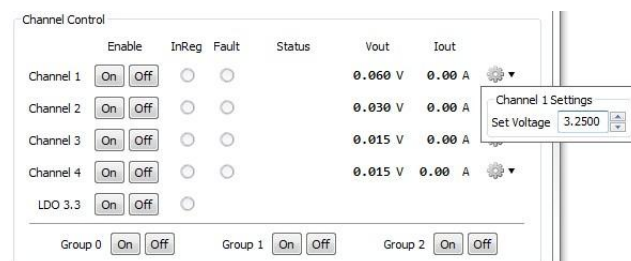 Channel Control
Enable InReg Fault Status Vout Iout
Channel 1 On Off 0.060 V 0.00 A
Channel 2 On Off 0.030 V 0.00 A
Channel 1 Settings
Set Voltage 3.2500
Channel 3 On Off 0.015 V 0.00 A
Channel 4 On Off 0.015 V 0.00 A
LDO 3.3 On Off
Group 0 On Off Group 1 On Off Group 2 On Off